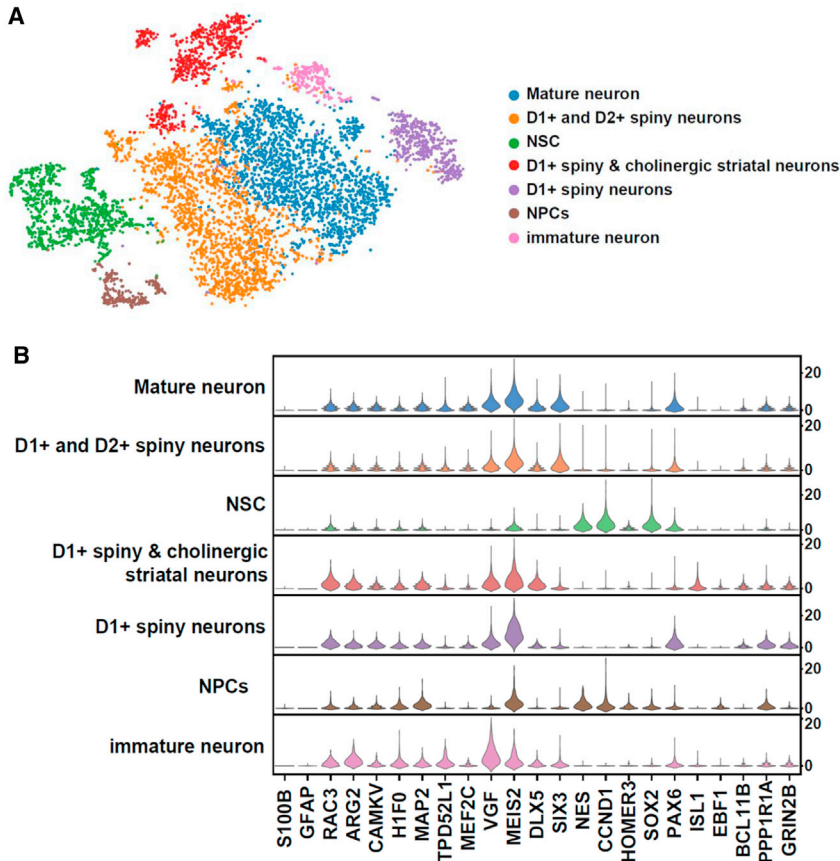 A
Mature neuron
D1+ and D2+ spiny neurons
NSC
D1+ spiny & cholinergic striatal neurons
D1+ spiny neurons
NPCs
immature neuron
B
Mature neuron
20
0
D1+ and D2+ spiny neurons
20
0
NSC
20
0
D1+ spiny & cholinergic
striatal neurons
20
0
D1+ spiny neurons
20
0
NPCs
20
0
immature neuron
20
0
S100B
GFAP
RAC3
ARG2
CAMKV
H1F0
MAP2
TPD52L1
MEF2C
VGF
MEIS2
DLX5
SIX3
NES
CCND1
HOMER3
SOX2
PAX6
ISL1
EBF1
BCL11B
PPP1R1A
GRIN2B